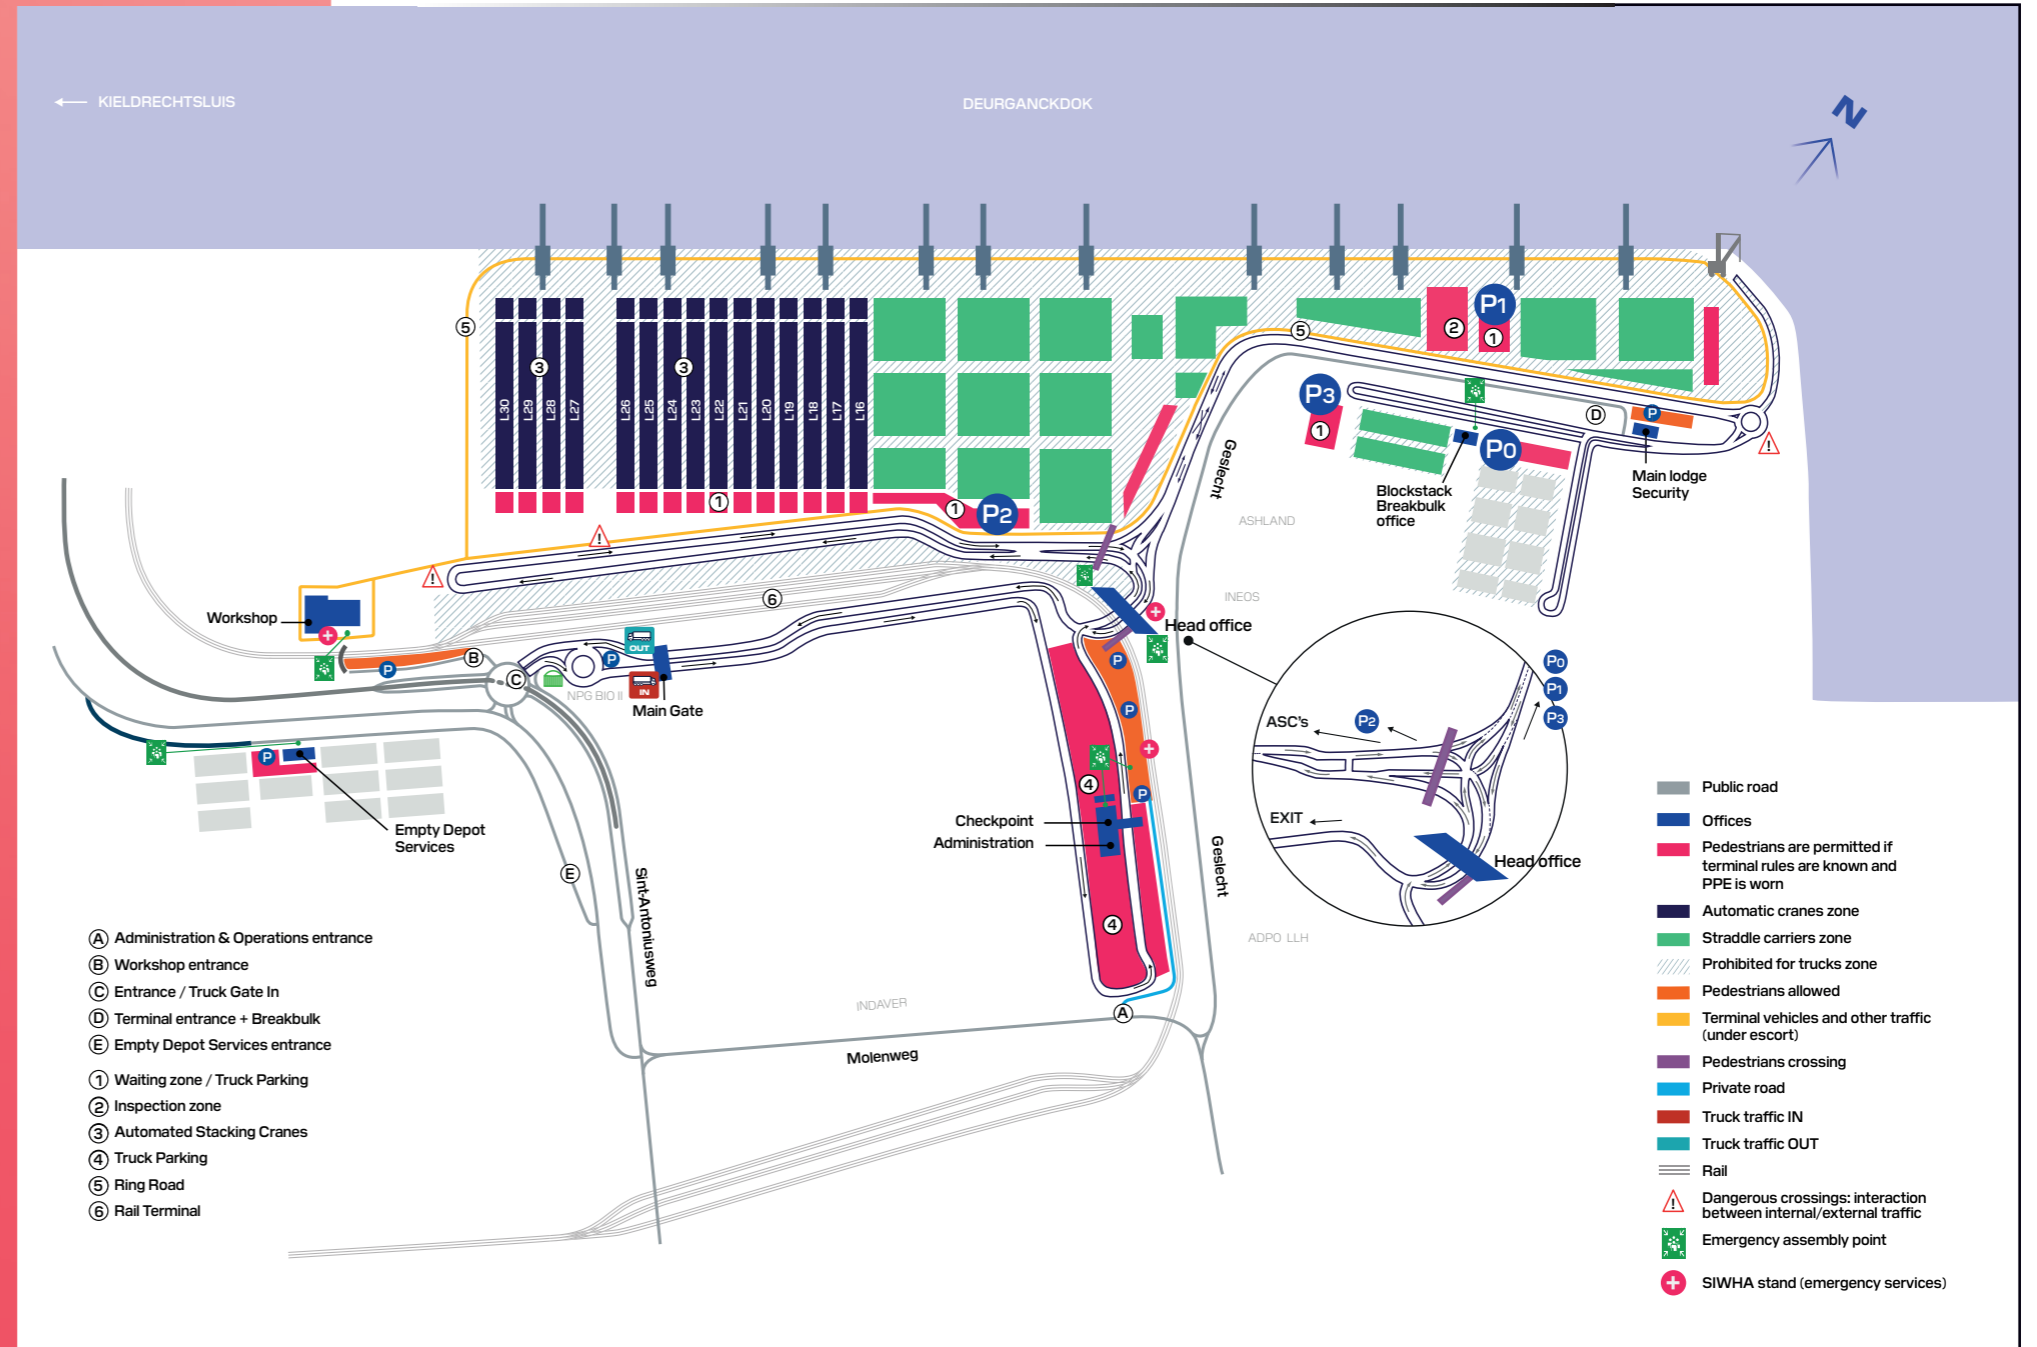 KIELDRECHTSLUIS
DEURGANCKDOK
N
5
3
3
L30
L29
L28
L27
L26
L25
L24
L23
L22
L21
L20
L19
L18
L17
L16
1
1
P2
5
2
P1
1
P3
1
D
P
P0
!
Main lodge
Security
Blockstack
Breakbulk
office
Geslecht
ASHLAND
INEOS
!
!
6
Workshop
P
B
C
P
OUT
IN
NPG BIO II
Main Gate
Head office
P
P
P
4
4
Checkpoint
Administration
P
Empty Depot
Services
E
Sint-Antoniusweg
Geslecht
ADPO LLH
INDAVER
A
Molenweg
P0
P1
P3
ASC's
P2
EXIT
Head office
A Administration & Operations entrance
B Workshop entrance
C Entrance / Truck Gate In
D Terminal entrance + Breakbulk
E Empty Depot Services entrance
1 Waiting zone / Truck Parking
2 Inspection zone
3 Automated Stacking Cranes
4 Truck Parking
5 Ring Road
6 Rail Terminal
Public road
Offices
Pedestrians are permitted if
terminal rules are known and
PPE is worn
Automatic cranes zone
Straddle carriers zone
Prohibited for trucks zone
Pedestrians allowed
Terminal vehicles and other traffic
(under escort)
Pedestrians crossing
Private road
Truck traffic IN
Truck traffic OUT
Rail
! Dangerous crossings: interaction
between internal/external traffic
Emergency assembly point
SIWHA stand (emergency services)